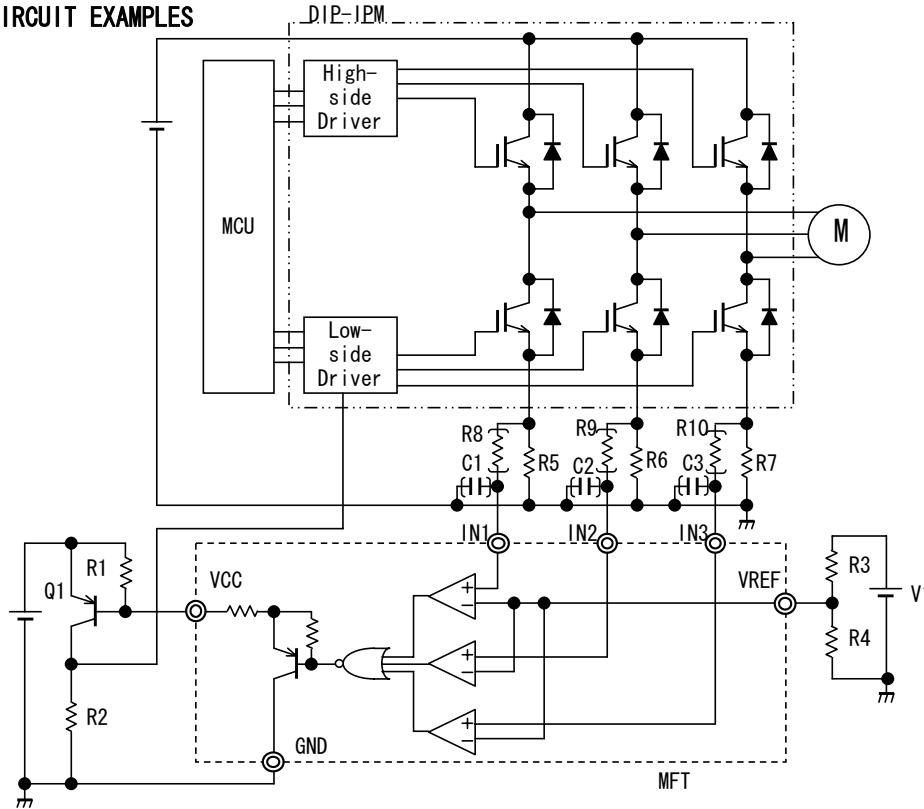 IRCUIT EXAMPLES
DIP-IPM
High-
side
Driver
MCU
M
Low-
side
Driver
R8
R9
R10
C1
R5
C2
R6
C3
R7
IN1
IN2
IN3
Q1
R1
VCC
VREF
R3
V
R4
+
−
+
−
+
−
R2
GND
MFT